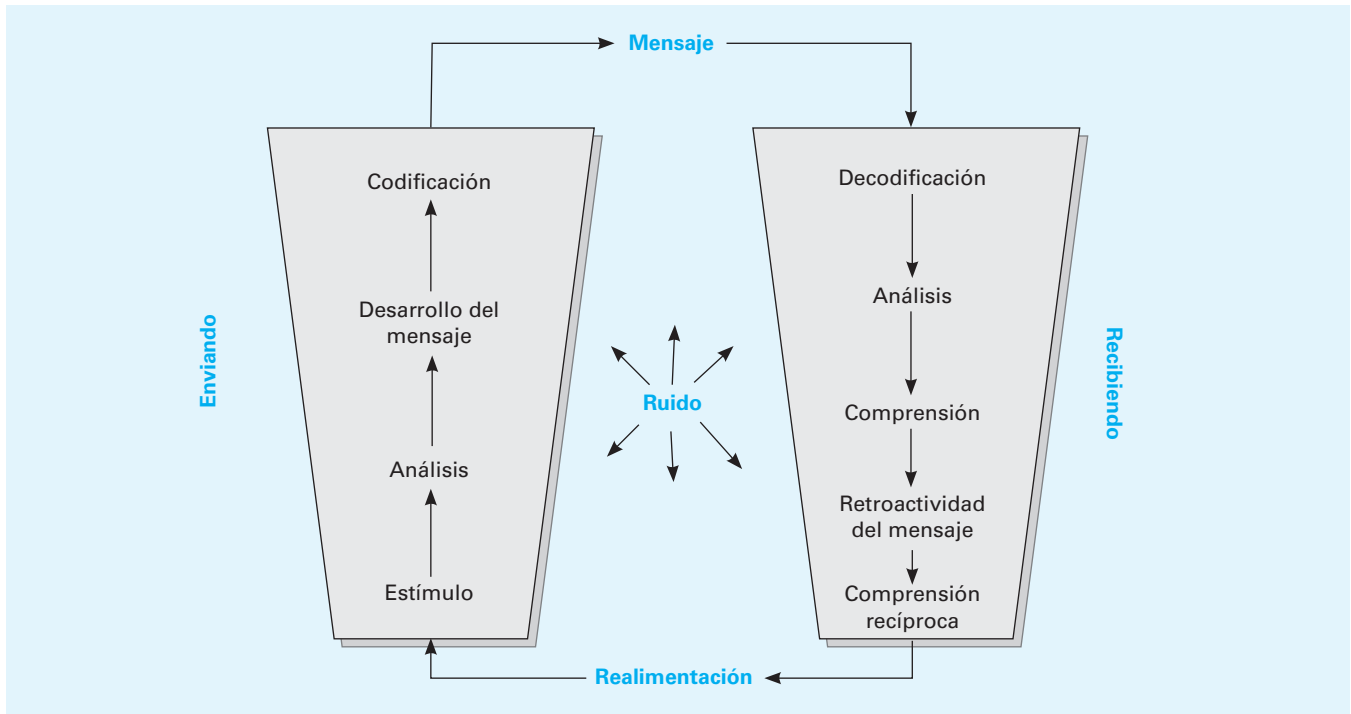 Mensaje
Enviando
Codificación
Desarrollo del
mensaje
Análisis
Estímulo
Ruido
Decodificación
Análisis
Comprensión
Retroactividad
del mensaje
Comprensión
recíproca
Recibiendo
Realimentación